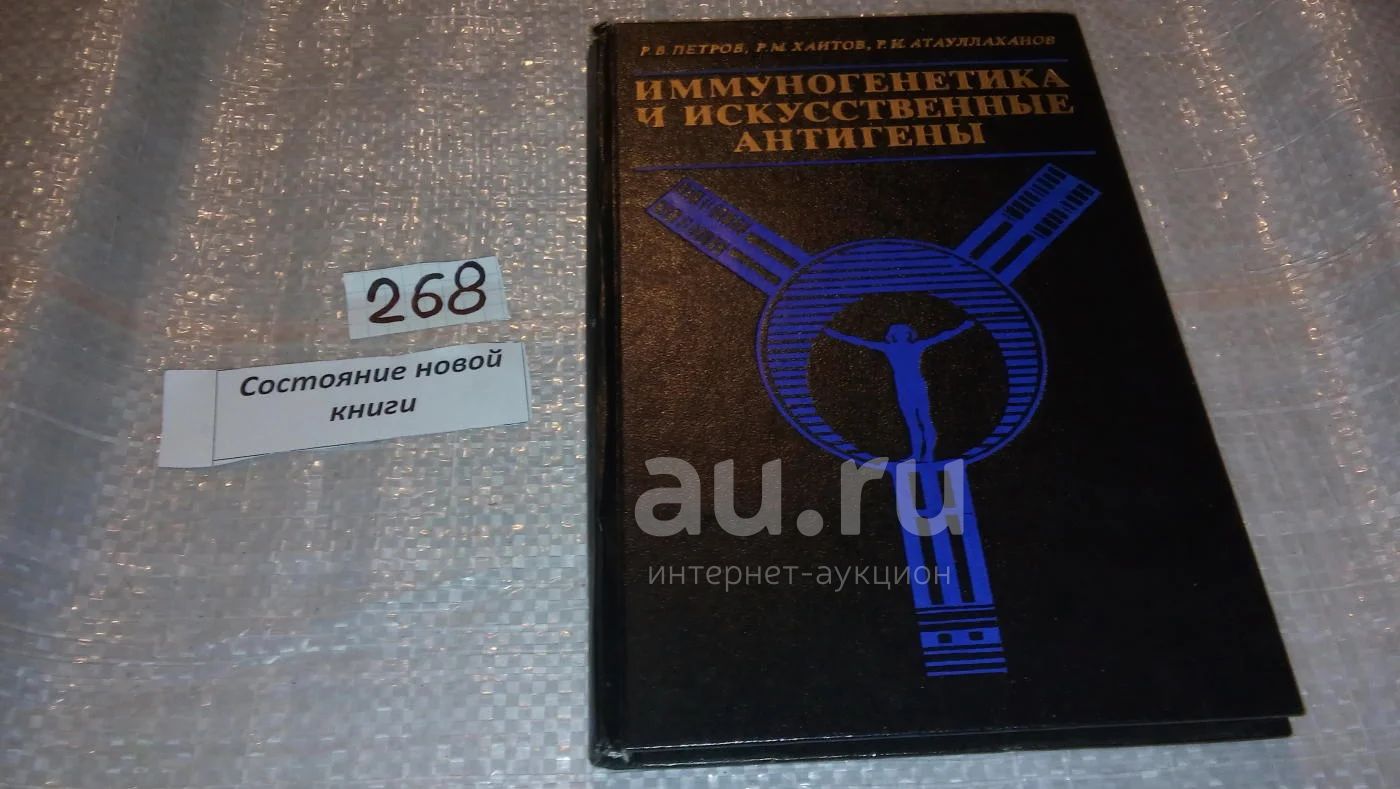 Р. В. ПЕТРОВ, Р. М. ХАИТОВ, Р. И. АТАУЛЛАХАНОВ
ИММУНОГЕНЕТИКА
И ИСКУССТВЕННЫЕ
АНТИГЕНЫ
268
Состояние новой
книги
au.ru
интернет-аукцион